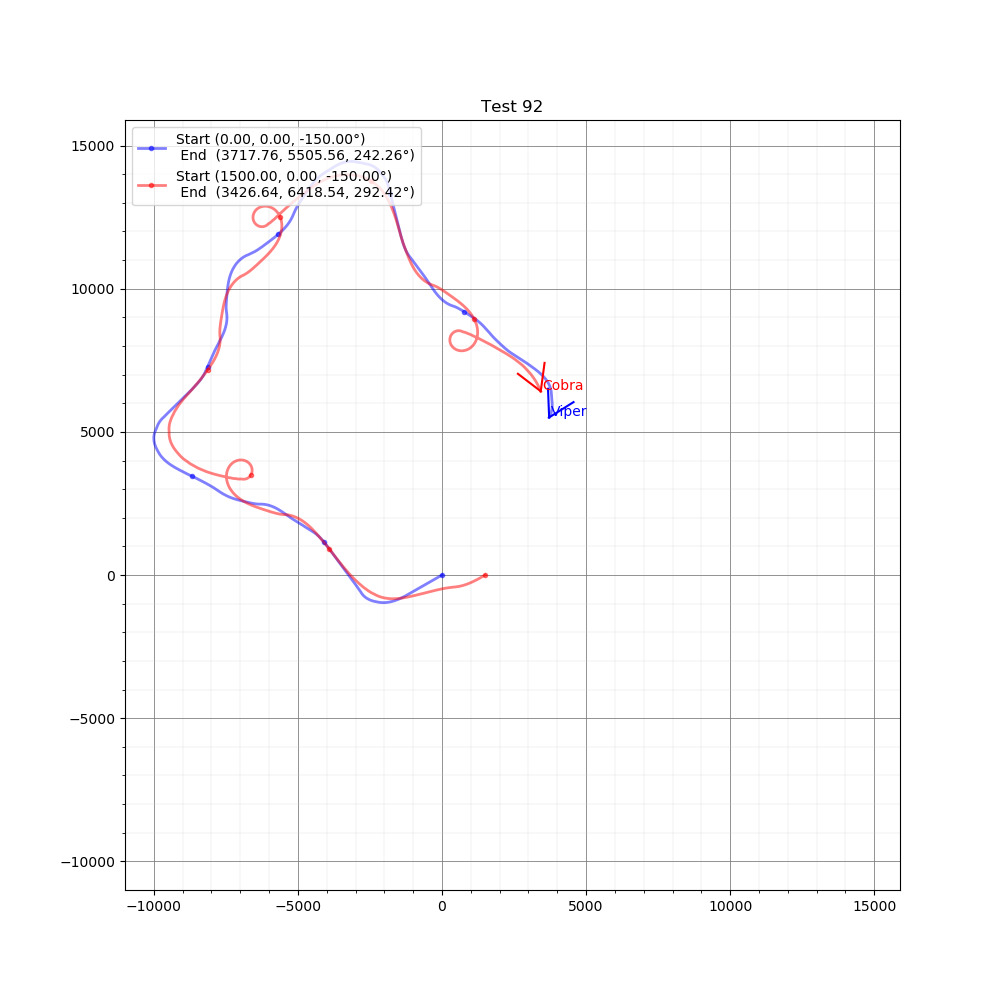 Test 92
Start (0.00, 0.00, -150.00°)
End  (3717.76, 5505.56, 242.26°)
Start (1500.00, 0.00, -150.00°)
End  (3426.64, 6418.54, 292.42°)
15000
10000
5000
0
−5000
−10000
Cobra
Viper
−10000
−5000
0
5000
10000
15000